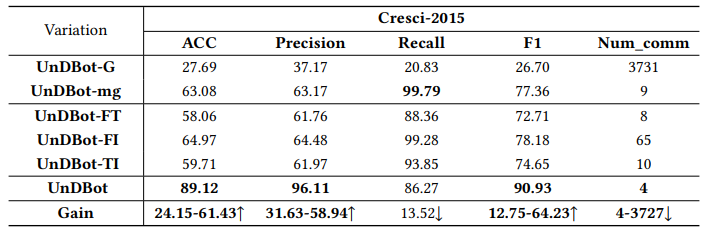 Variation Cresci-2015
ACC Precision Recall F1 Num_comm
UnDBot-G 27.69 37.17 20.83 26.70 3731
UnDBot-mg 63.08 63.17 99.79 77.36 9
UnDBot-FT 58.06 61.76 88.36 72.71 8
UnDBot-FI 64.97 64.48 99.28 78.18 65
UnDBot-TI 59.71 61.97 93.85 74.65 10
UnDBot 89.12 96.11 86.27 90.93 4
Gain 24.15-61.43↑ 31.63-58.94↑ 13.52↓ 12.75-64.23↑ 4-3727↓